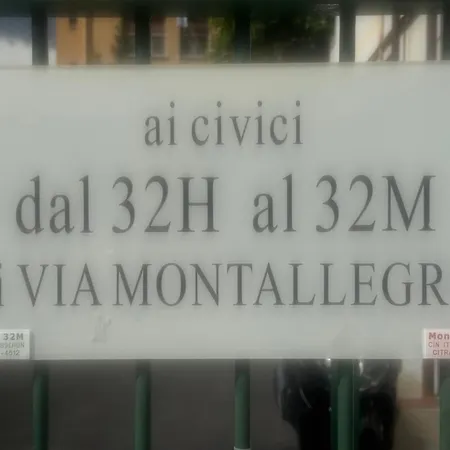 ai civici
dal 32H al 32M
i VIA MONTALLEGR
32M